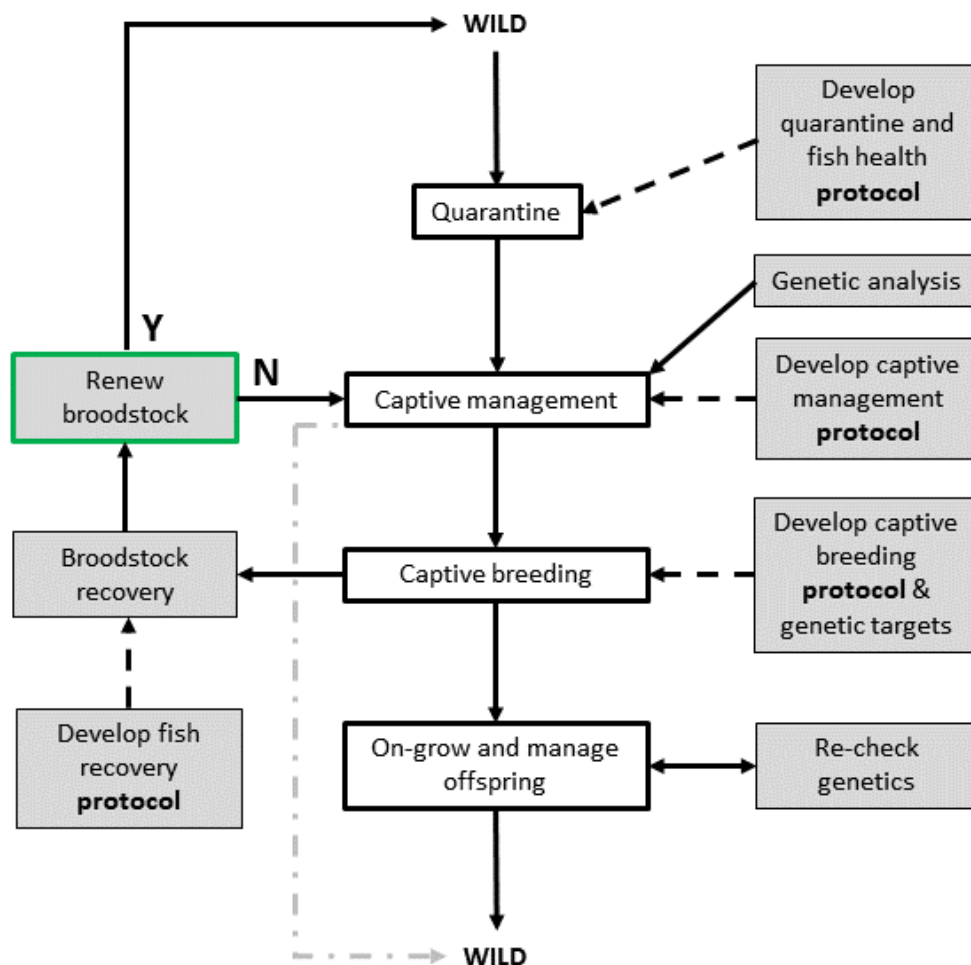 WILD
Develop
quarantine and
fish health
protocol
Quarantine
Genetic analysis
Y
N
Renew
broodstock
Captive management
Develop captive
management
protocol
Broodstock
recovery
Captive breeding
Develop captive
breeding
protocol &
genetic targets
Develop fish
recovery
protocol
On-grow and manage
offspring
Re-check
genetics
WILD